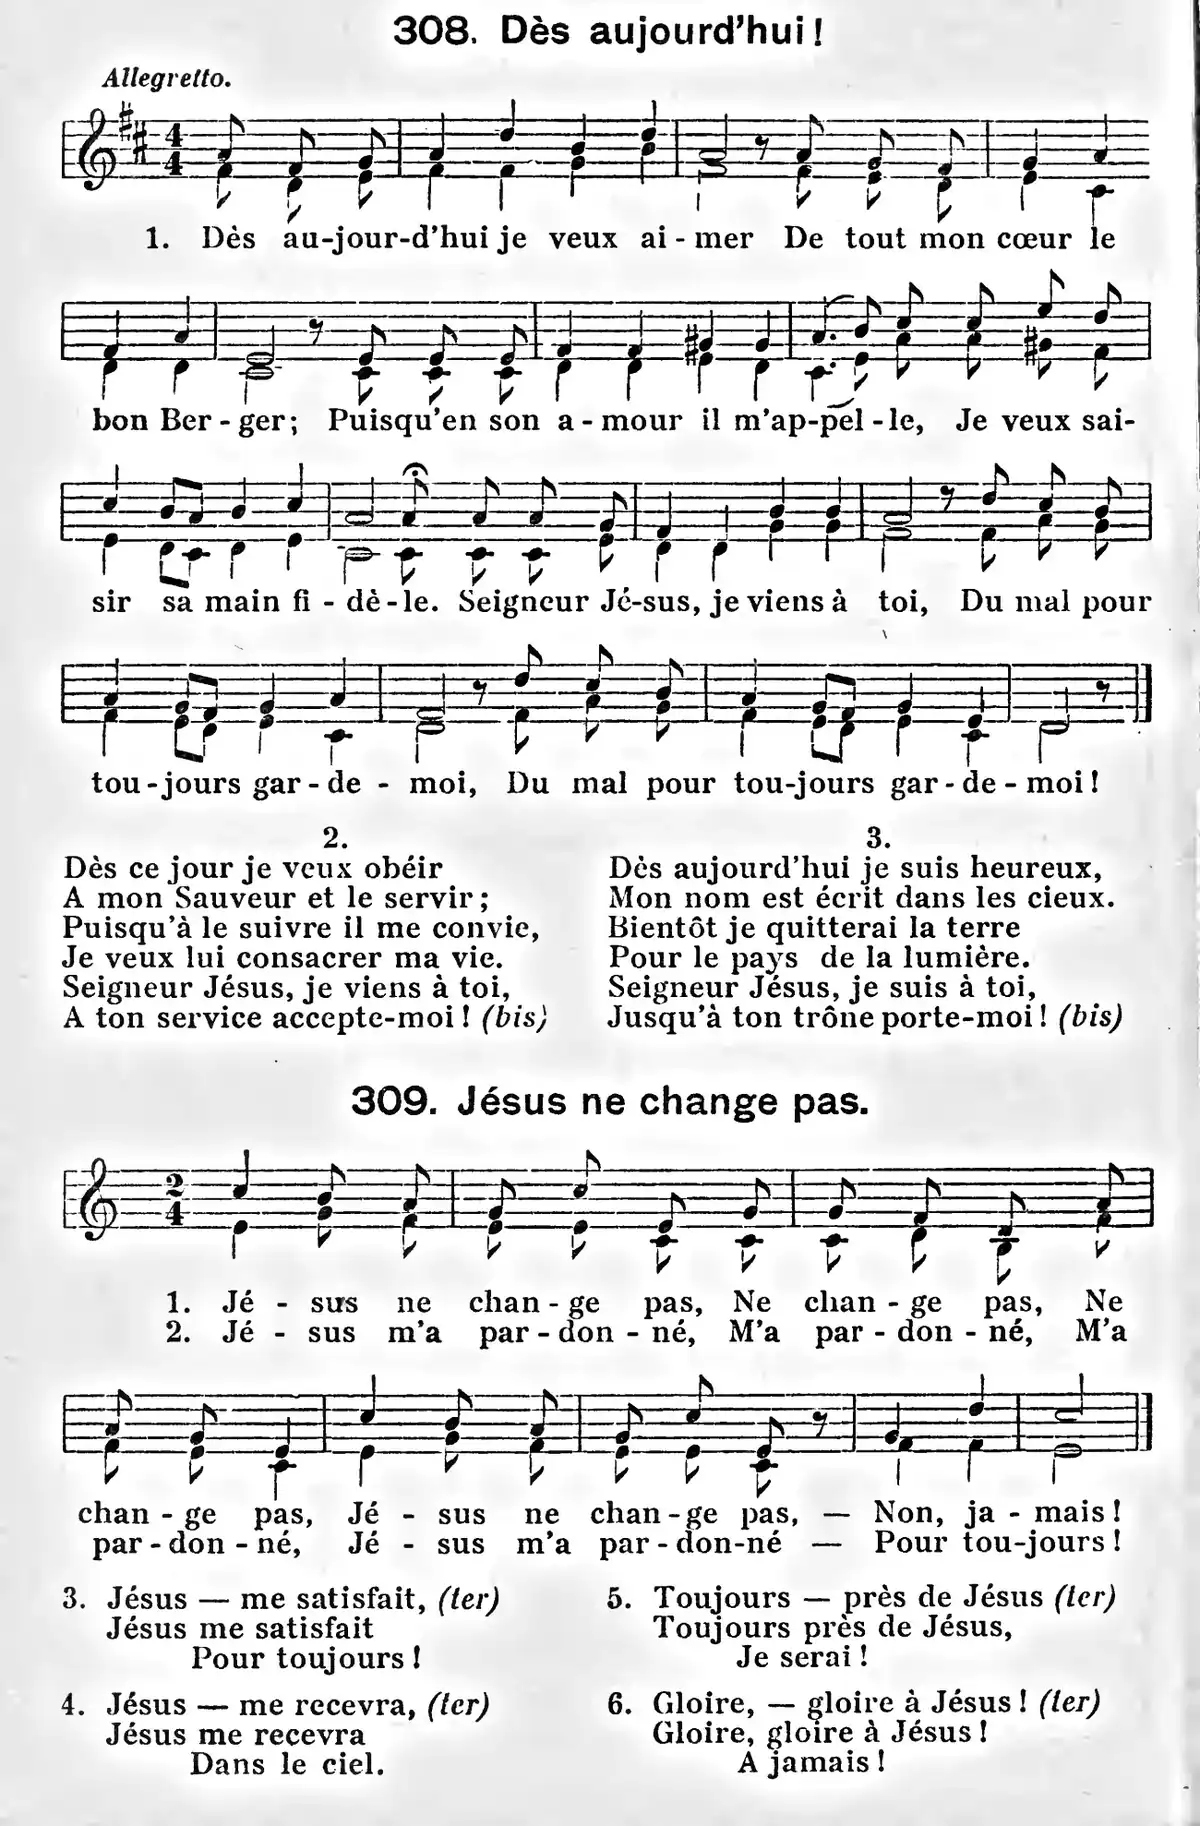 308. Dès aujourd'hui !
Allegretto.
1. Dès au-jour-d'hui je veux ai - mer De tout mon cœur le
bon Ber - ger; Puisqu'en son a - mour il m'ap-pel - le, Je veux sai-
sir sa main fi - dè - le. Seigneur Jé-sus, je viens à toi, Du mal pour
tou - jours gar - de - moi, Du mal pour tou-jours gar - de - moi !
2.
Dès ce jour je veux obéir
A mon Sauveur et le servir ;
Puisqu'à le suivre il me convie,
Je veux lui consacrer ma vie.
Seigneur Jésus, je viens à toi,
A ton service accepte-moi ! (bis)
3.
Dès aujourd'hui je suis heureux,
Mon nom est écrit dans les cieux.
Bientôt je quitterai la terre
Pour le pays de la lumière.
Seigneur Jésus, je suis à toi,
Jusqu'à ton trône porte-moi ! (bis)
309. Jésus ne change pas.
1. Jé - sus ne chan - ge pas, Ne chan - ge pas, Ne
2. Jé - sus m'a par - don - né, M'a par - don - né, M'a
chan - ge pas, Jé - sus ne chan - ge pas, — Non, ja - mais !
par - don - né, Jé - sus m'a par - don-né — Pour tou-jours !
3. Jésus — me satisfait, (ter)
Jésus me satisfait
Pour toujours !
4. Jésus — me recevra, (ter)
Jésus me recevra
Dans le ciel.
5. Toujours — près de Jésus (ter)
Toujours près de Jésus,
Je serai !
6. Gloire, — gloire à Jésus ! (ter)
Gloire, gloire à Jésus !
A jamais !